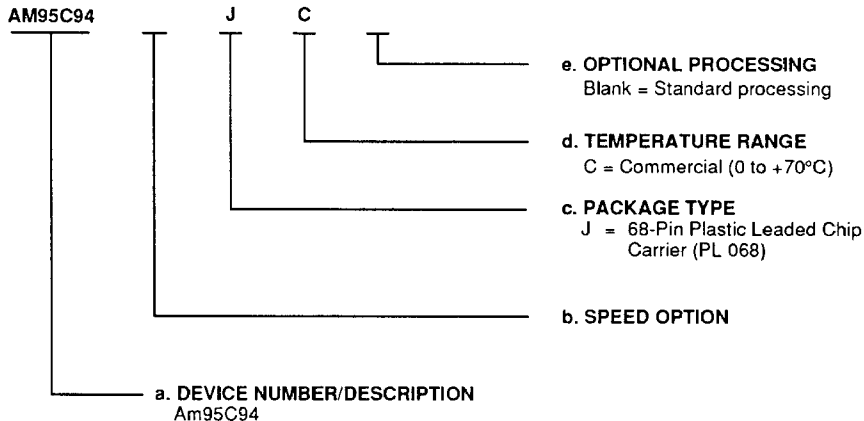 AM95C94 J C
e. OPTIONAL PROCESSING
Blank = Standard processing
d. TEMPERATURE RANGE
C = Commercial (0 to +70°C)
c. PACKAGE TYPE
J = 68-Pin Plastic Leaded Chip
Carrier (PL 068)
b. SPEED OPTION
a. DEVICE NUMBER/DESCRIPTION
Am95C94